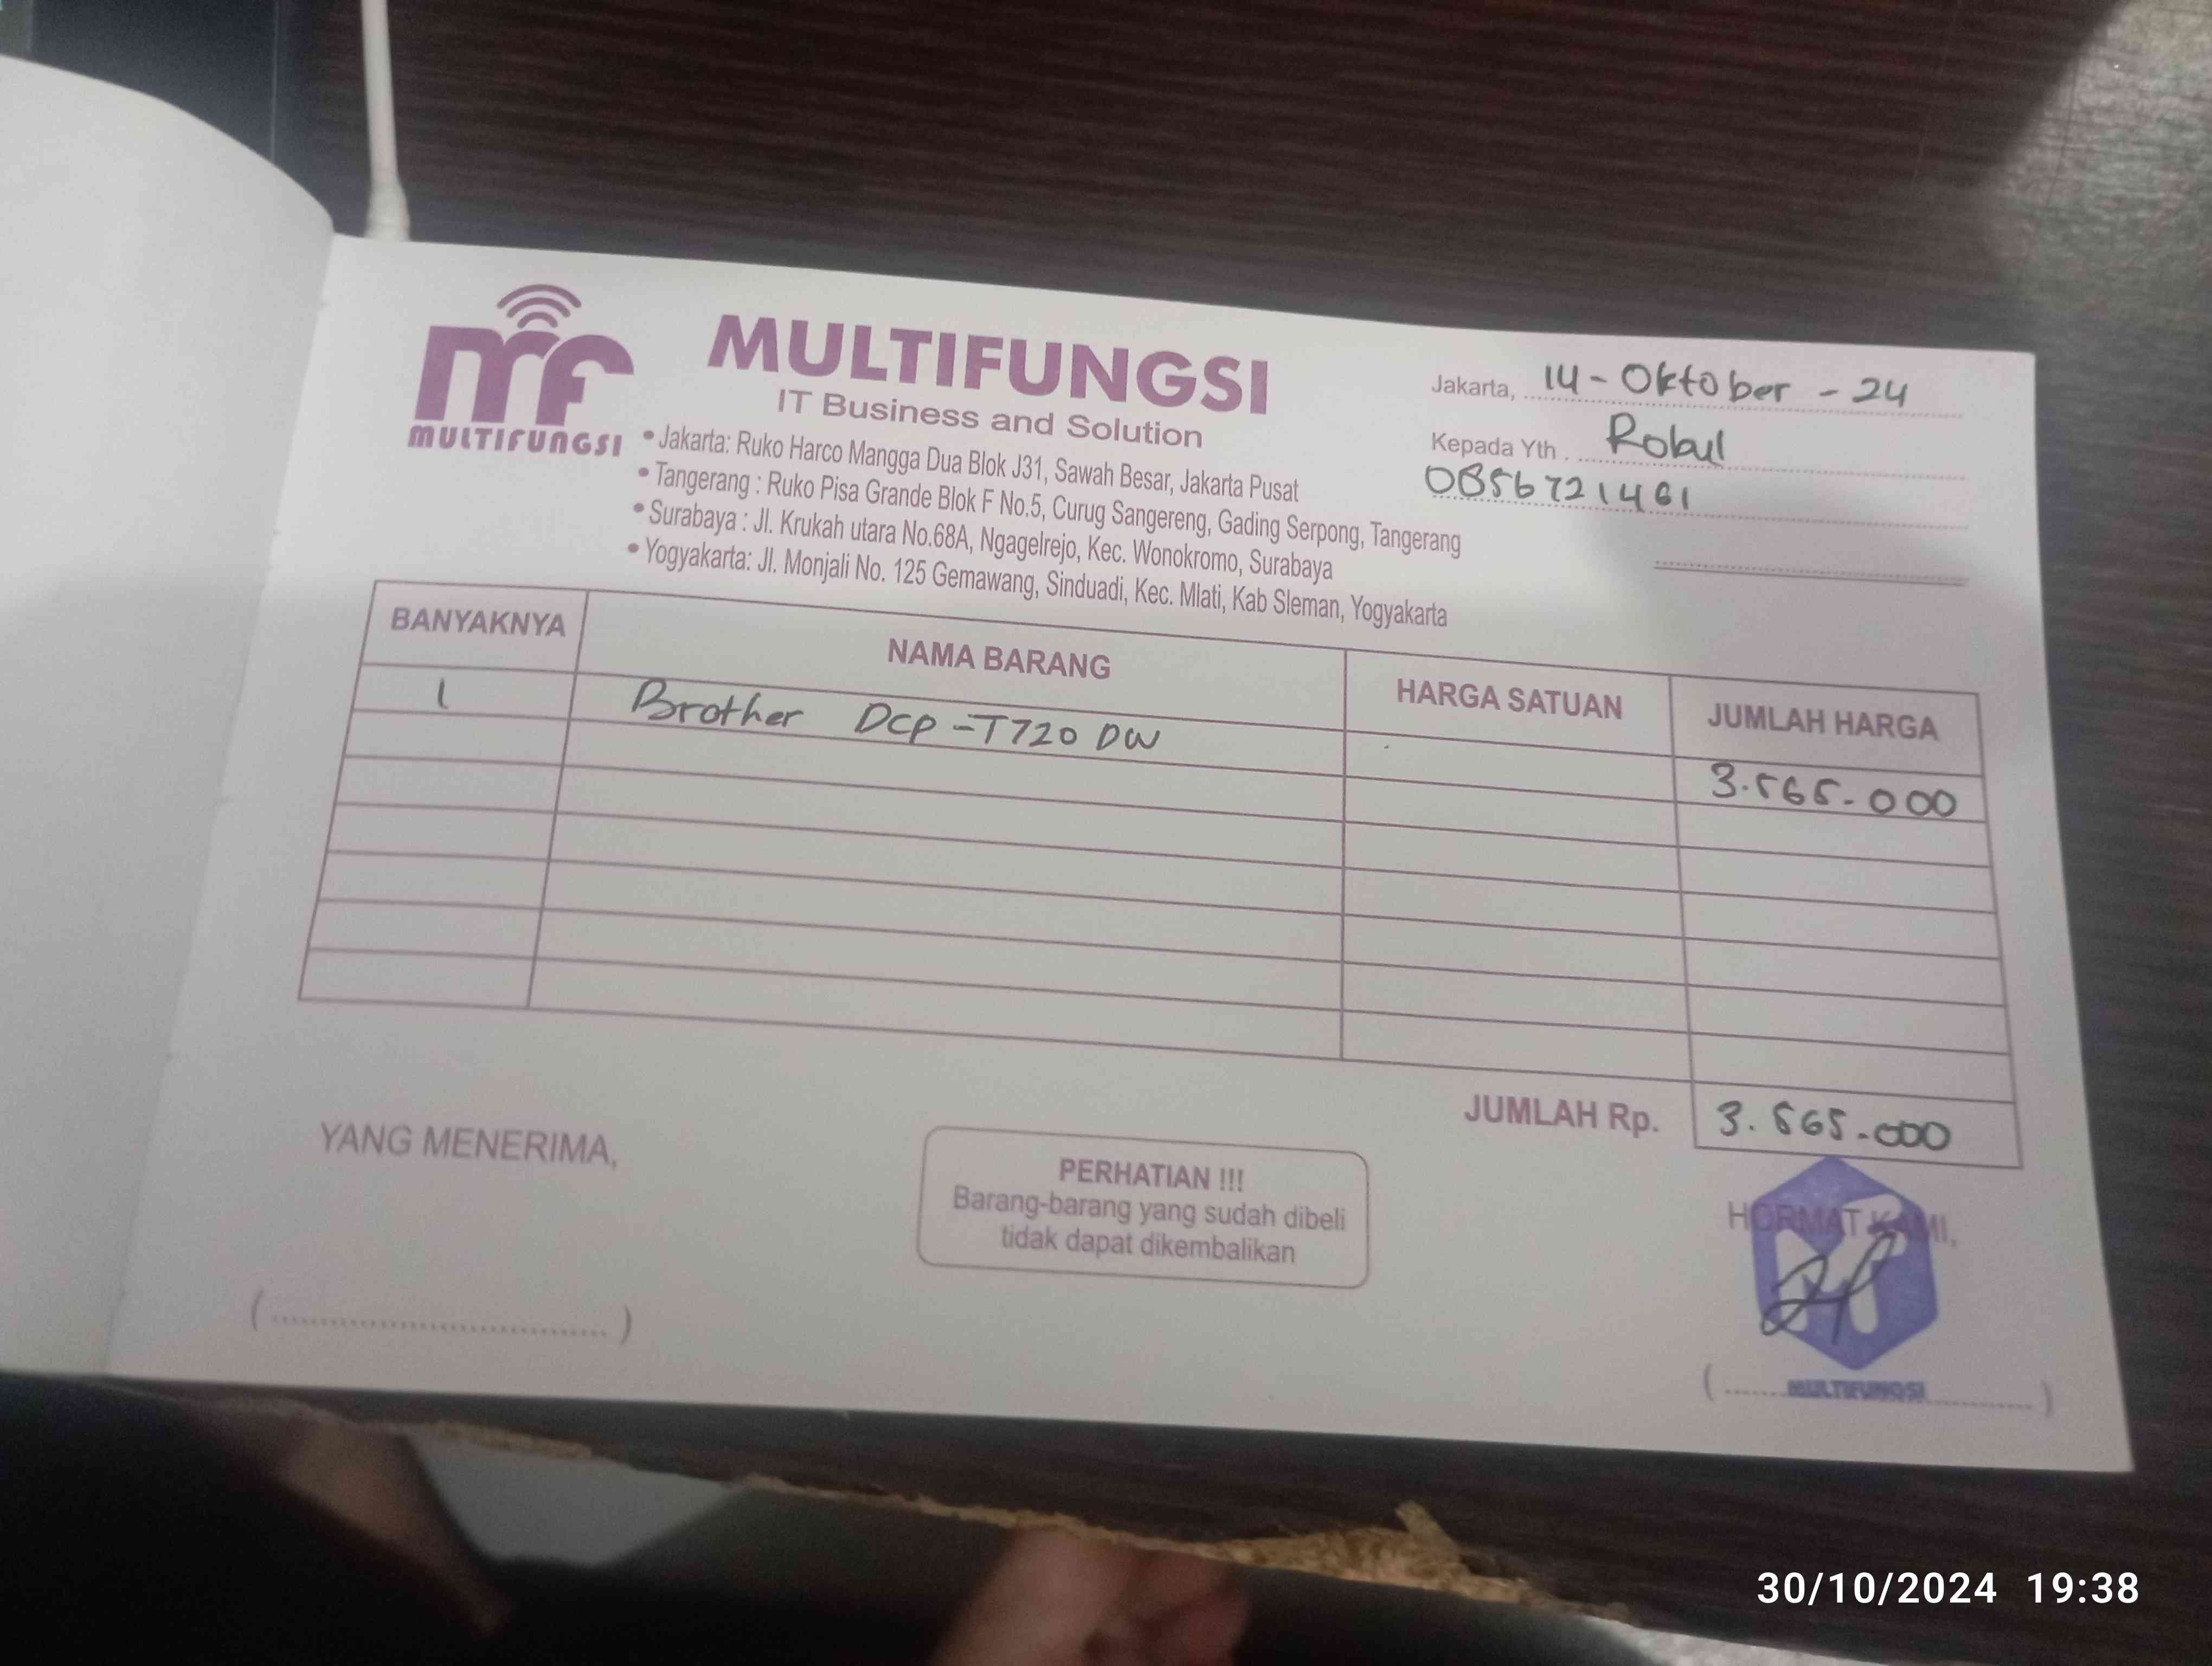 MULTIFUNGSI
MULTIFUNGSI
IT Business and Solution
• Jakarta: Ruko Harco Mangga Dua Blok J31, Sawah Besar, Jakarta Pusat
• Tangerang : Ruko Pisa Grande Blok F No.5, Curug Sangereng, Gading Serpong, Tangerang
• Surabaya : Jl. Krukah utara No.68A, Ngagelrejo, Kec. Wonokromo, Surabaya
• Yogyakarta: Jl. Monjali No. 125 Gemawang, Sinduadi, Kec. Mlati, Kab Sleman, Yogyakarta
Jakarta, 14 - Oktober - 24
Kepada Yth . Robul
0856721461
BANYAKNYA NAMA BARANG HARGA SATUAN JUMLAH HARGA
1 Brother DCP-T720 DW 3.565.000
JUMLAH Rp. 3.565.000
YANG MENERIMA,
PERHATIAN !!!
Barang-barang yang sudah dibeli
tidak dapat dikembalikan
HORMAT KAMI,
MULTIFUNGSI
30/10/2024 19:38